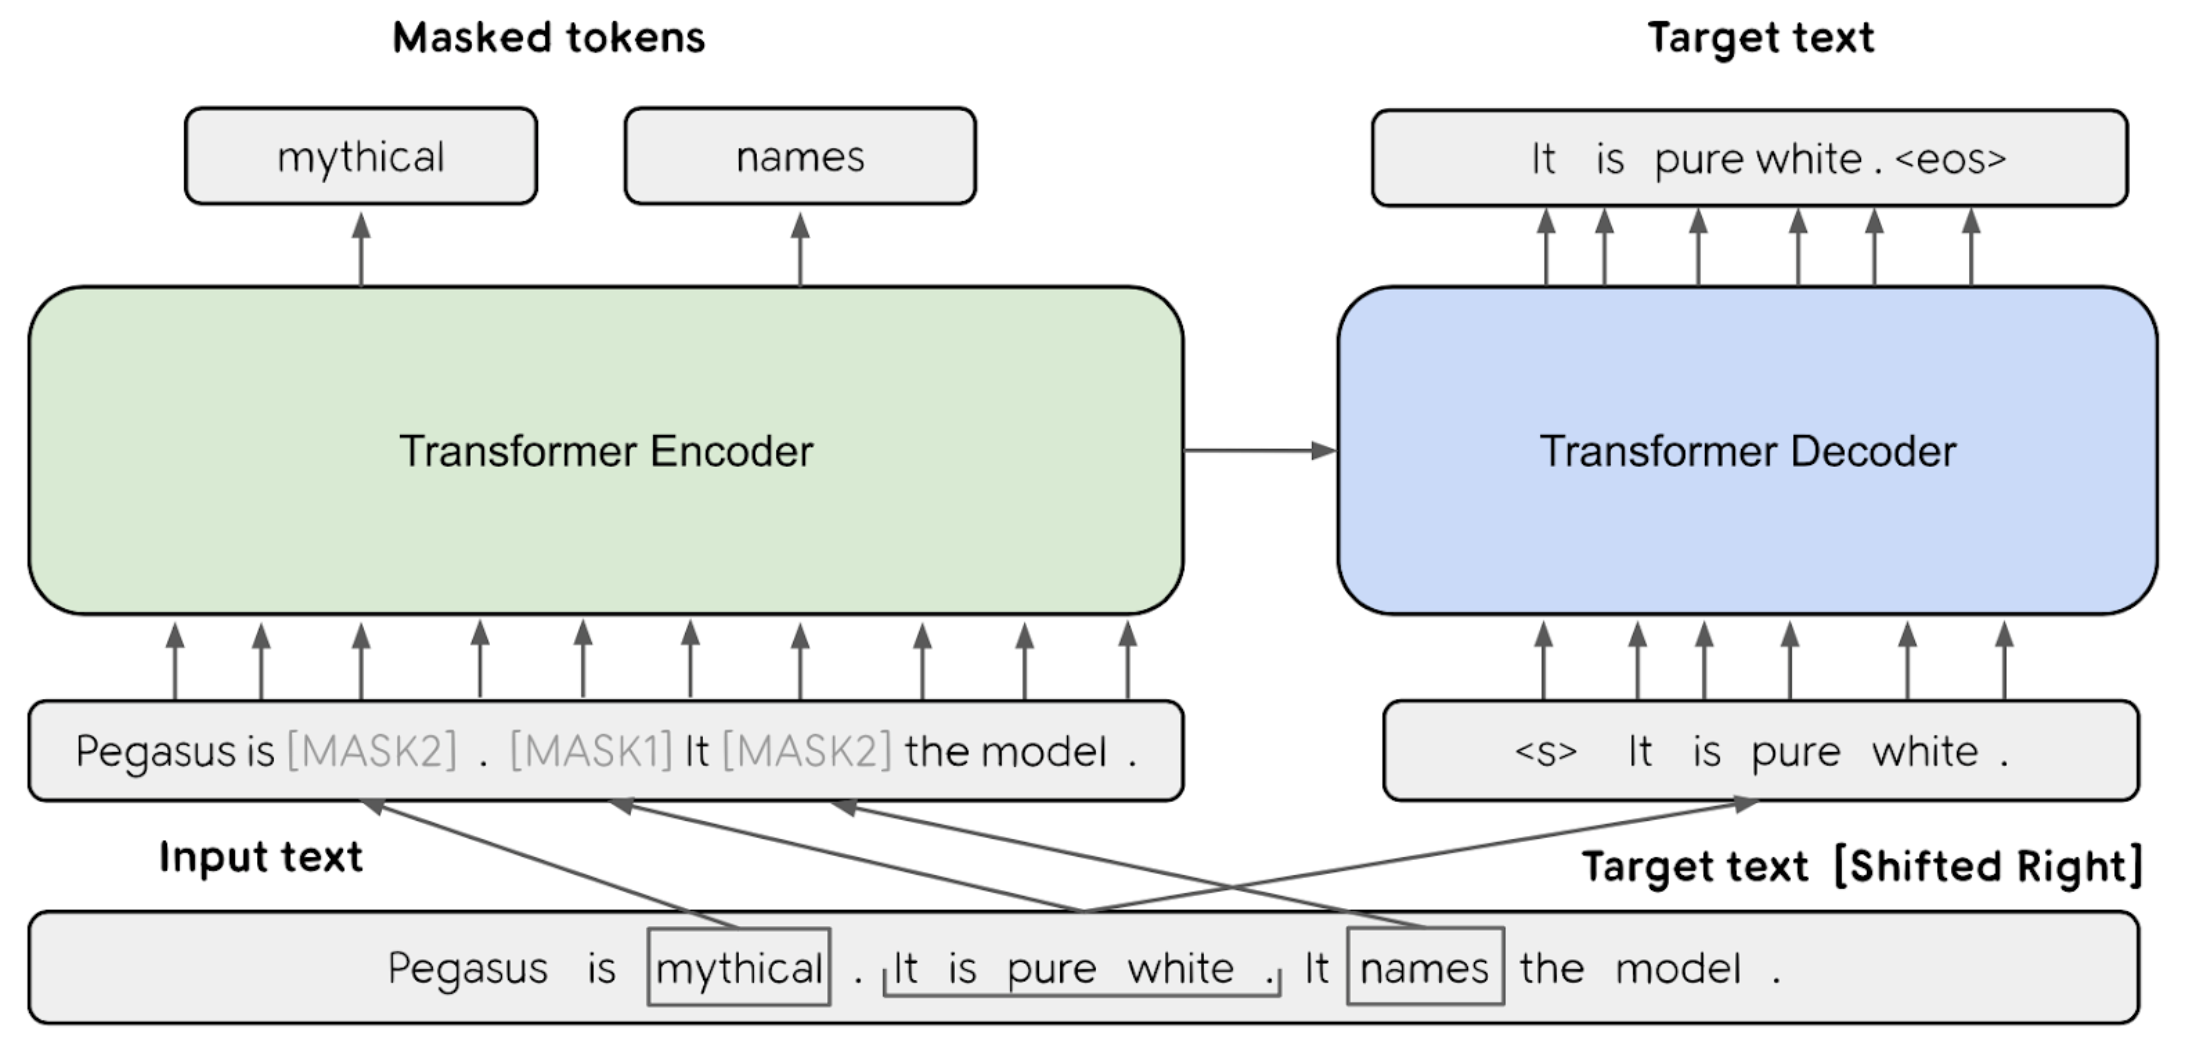 Masked tokens
Target text
mythical
names
It is pure white . <eos>
Transformer Encoder
Transformer Decoder
Pegasus is [MASK2] . [MASK1] It [MASK2] the model .
<s> It is pure white .
Input text
Target text [Shifted Right]
Pegasus is mythical . It is pure white . It names the model .